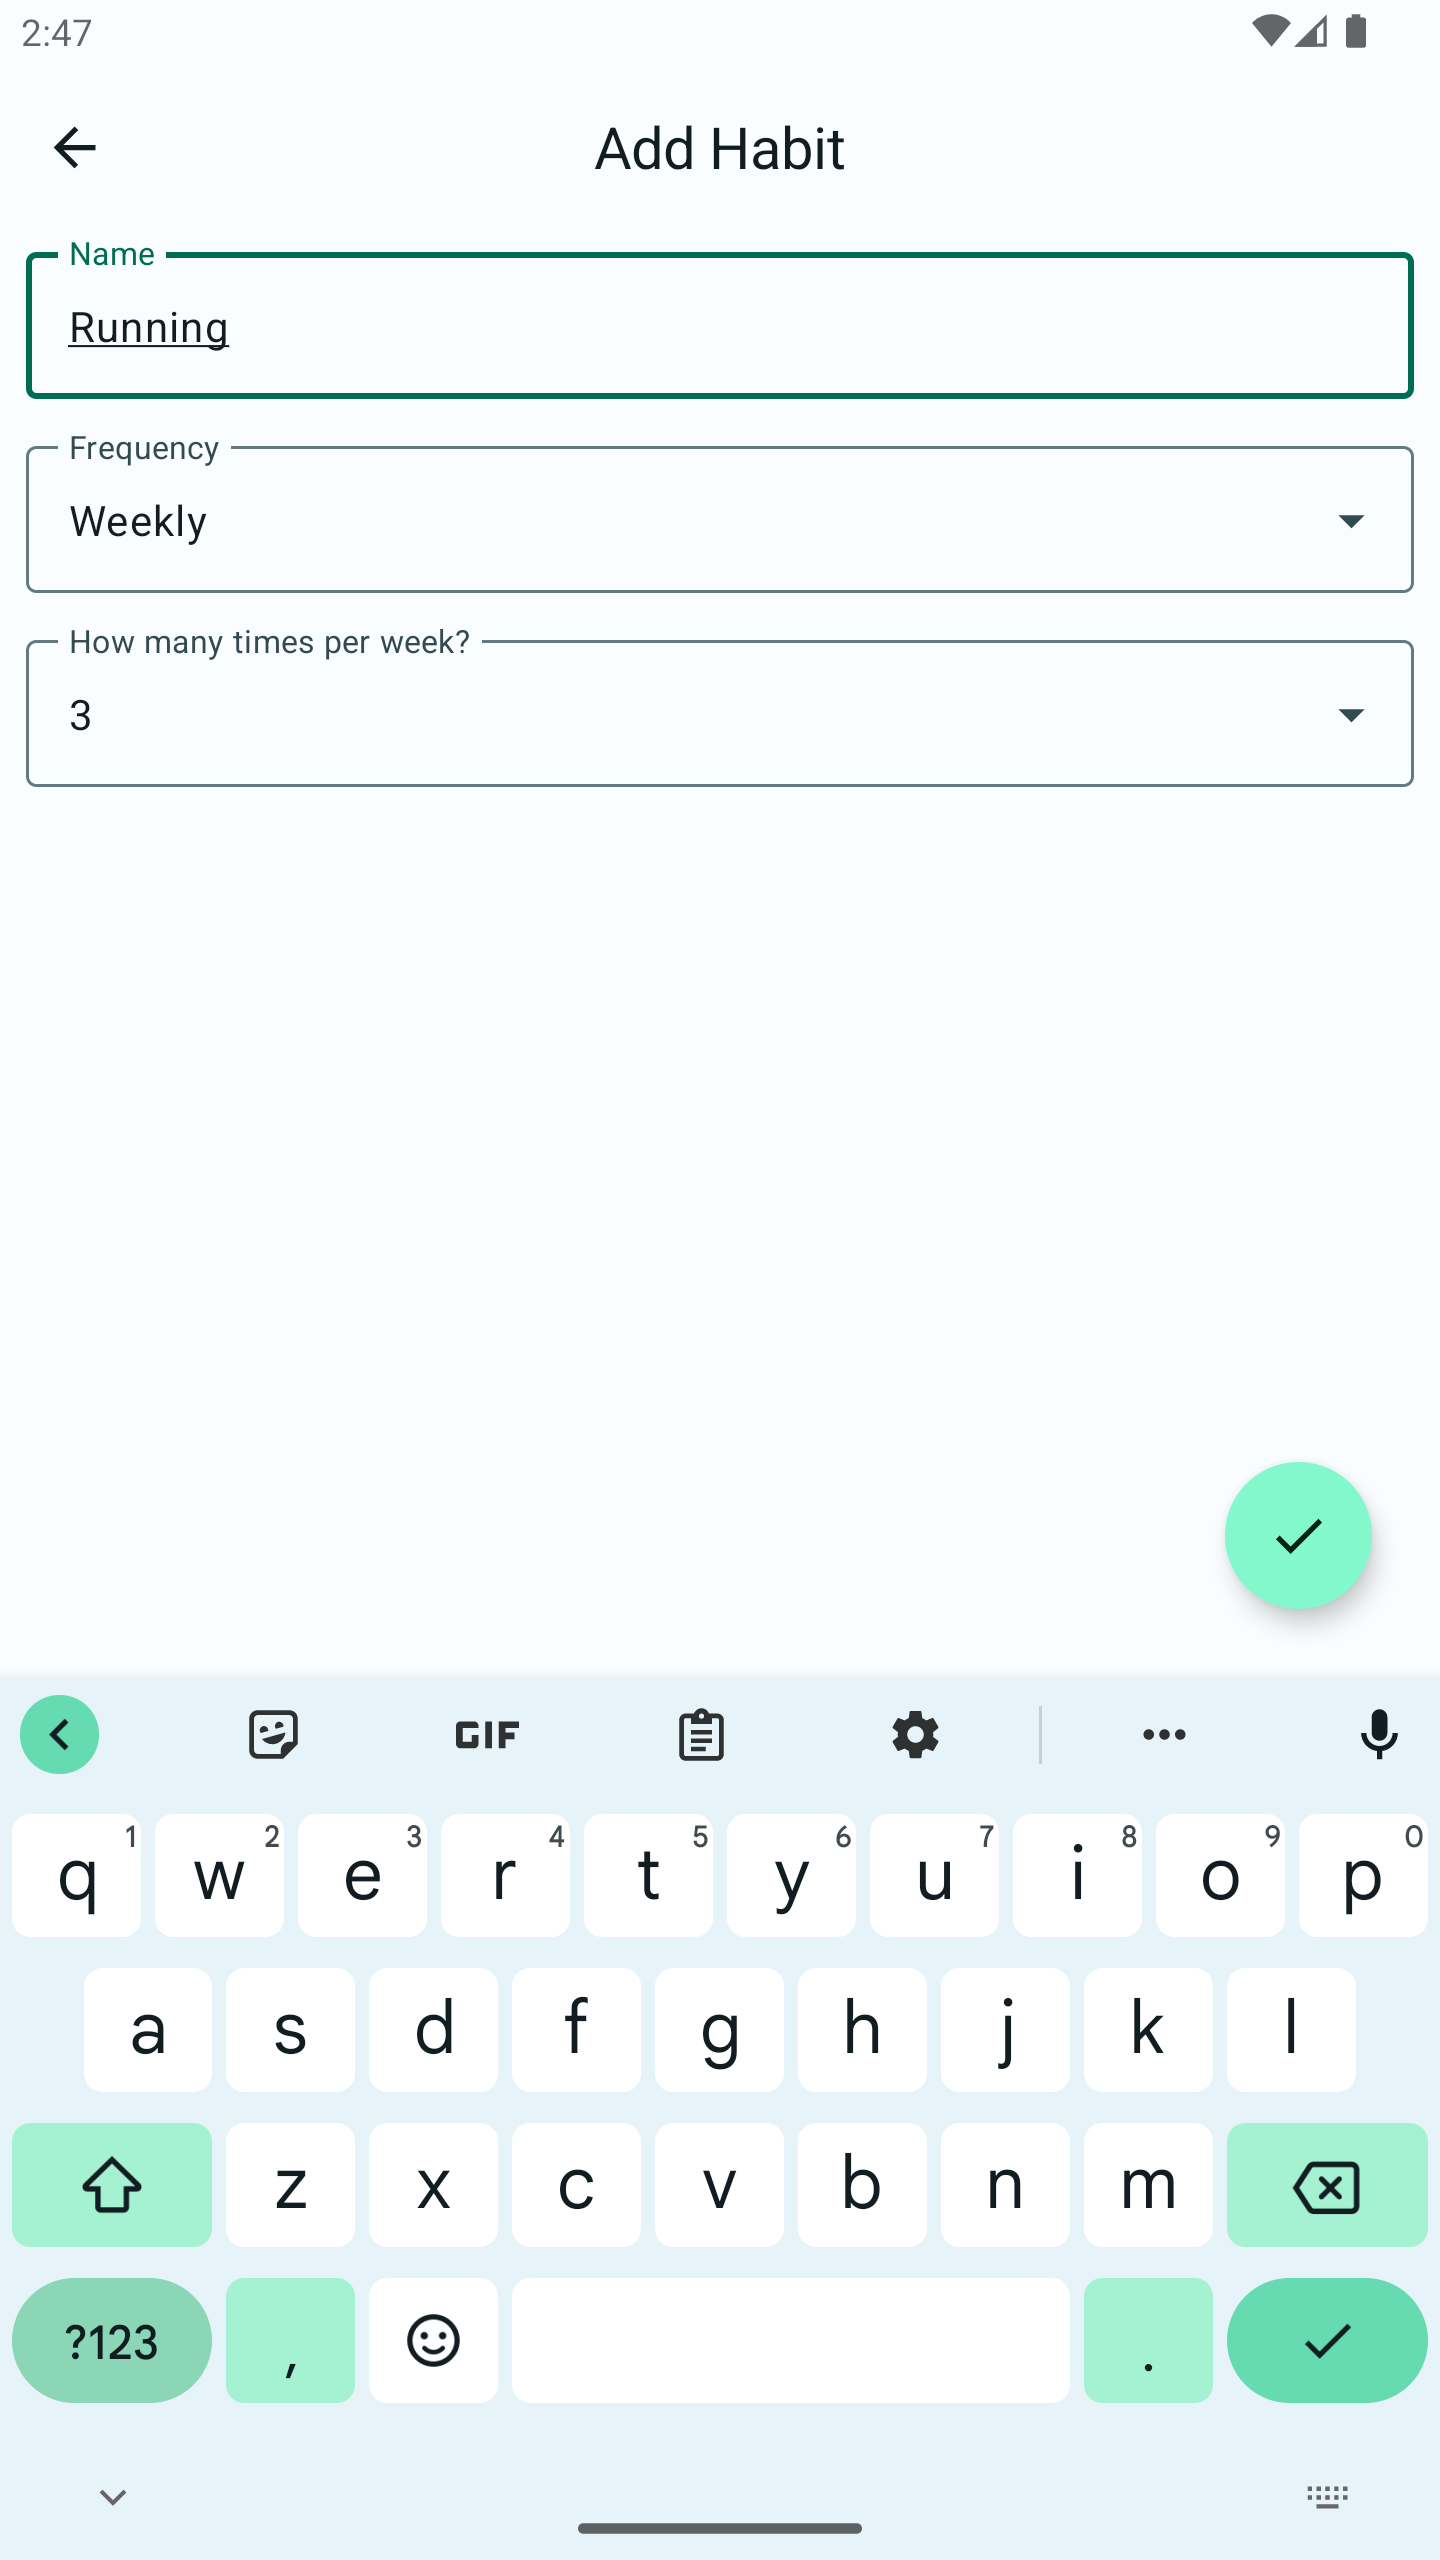 2:47
Add Habit
Name
Running
Frequency
Weekly
How many times per week?
3
GIF
q 1 w 2 e 3 r 4 t 5 y 6 u 7 i 8 o 9 p 0
a s d f g h j k l
z x c v b n m
?123 , .